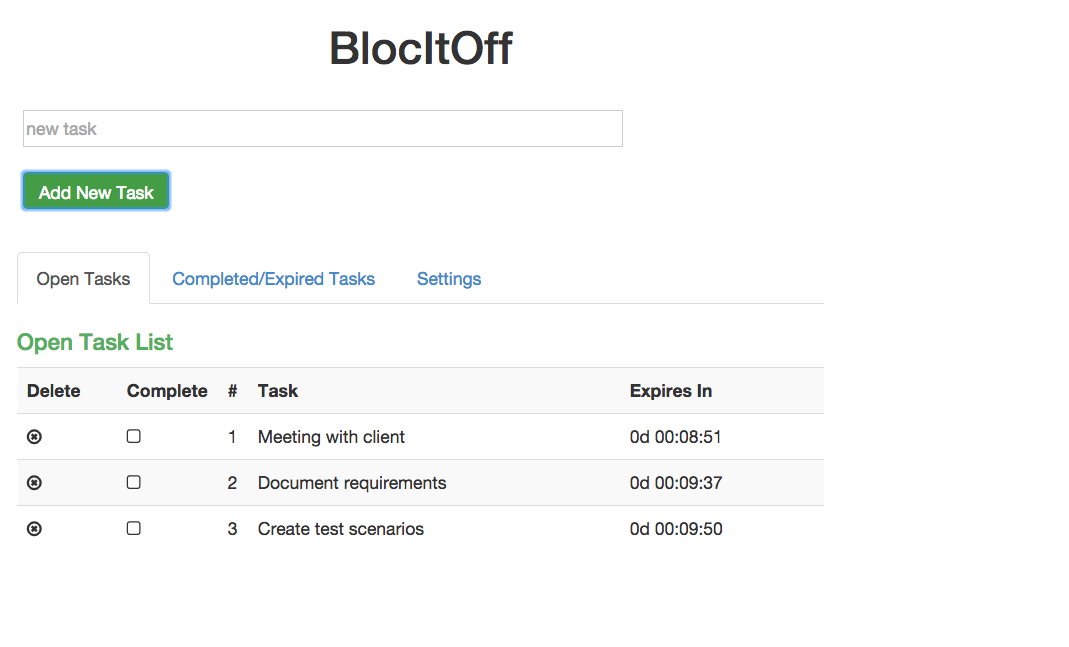 BlocItOff
new task
Add New Task
Open Tasks Completed/Expired Tasks Settings
Open Task List
Delete Complete # Task Expires In
1 Meeting with client 0d 00:08:51
2 Document requirements 0d 00:09:37
3 Create test scenarios 0d 00:09:50